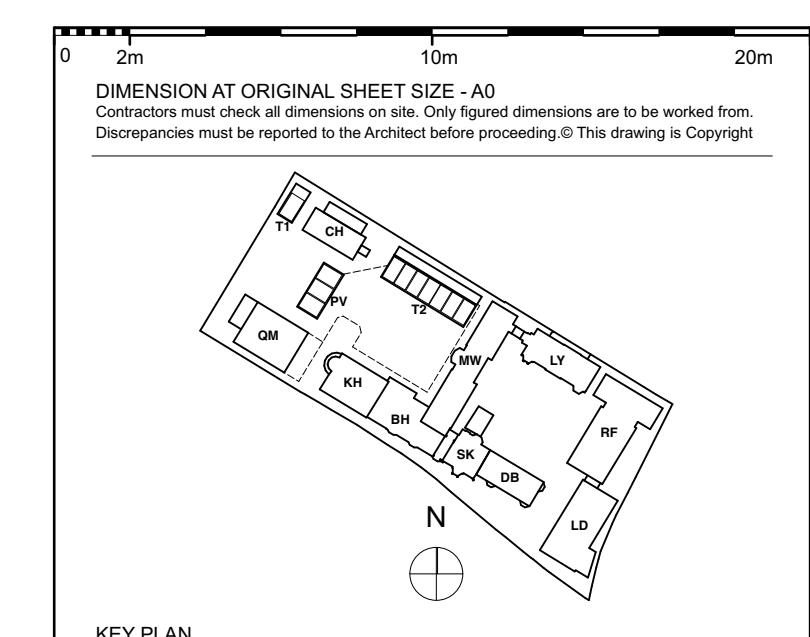 0 2m 10m 20m
DIMENSION AT ORIGINAL SHEET SIZE - A0
Contractors must check all dimensions on site. Only figured dimensions are to be worked from.
Discrepancies must be reported to the Architect before proceeding.© This drawing is Copyright
T1
CH
PV
T2
QM
MW
LY
KH
BH
RF
SK
DB
LD
N
KEY PLAN